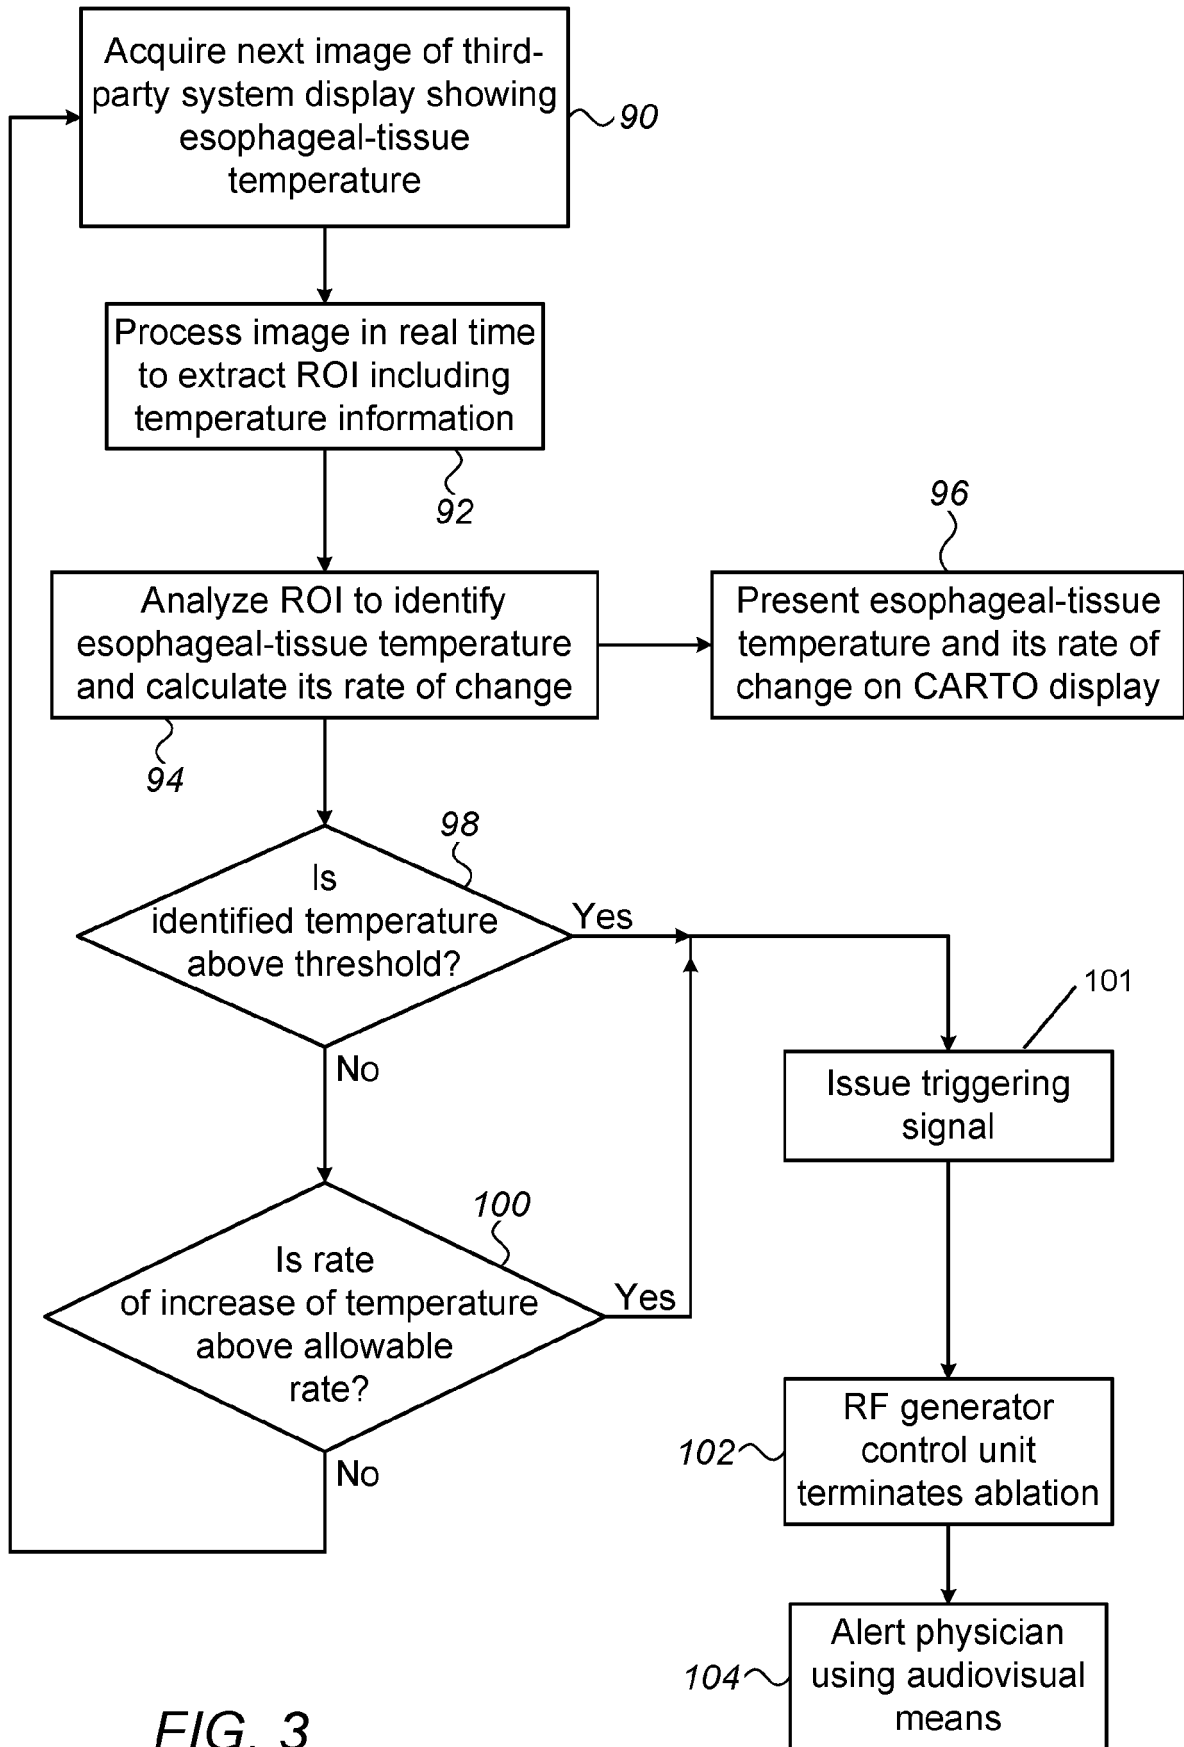 Acquire next image of third-
party system display showing
esophageal-tissue
temperature
90
Process image in real time
to extract ROI including
temperature information
92
96
Analyze ROI to identify
esophageal-tissue temperature
and calculate its rate of change
94
Present esophageal-tissue
temperature and its rate of
change on CARTO display
98
Is
identified temperature
above threshold?
Yes
No
101
Issue triggering
signal
100
Is rate
of increase of temperature
above allowable
rate?
Yes
No
RF generator
control unit
terminates ablation
102
Alert physician
using audiovisual
means
104
FIG. 3